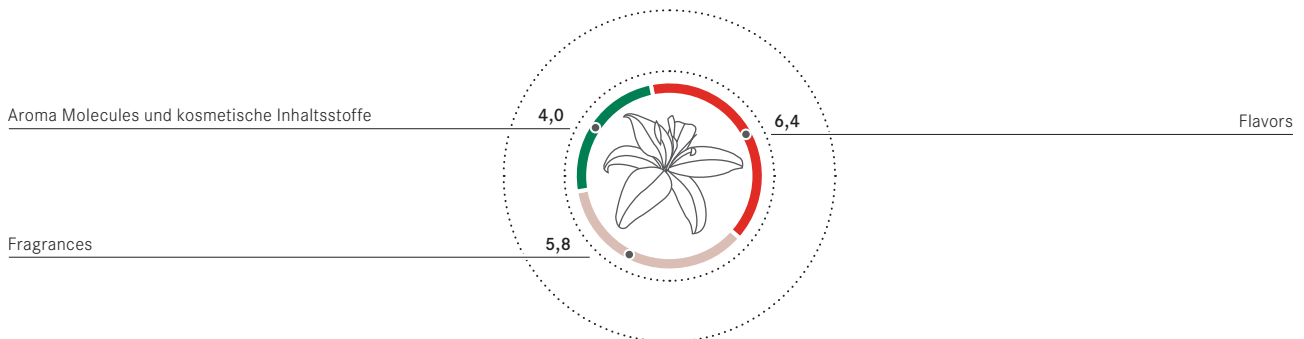 Aroma Molecules und kosmetische Inhaltsstoffe 4,0
6,4 Flavors
Fragrances 5,8